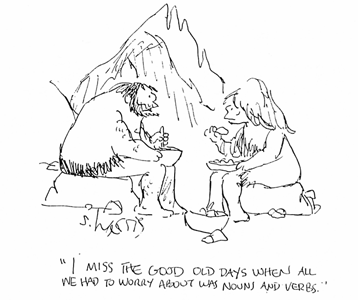 S. Harris
"I MISS THE GOOD OLD DAYS WHEN ALL
WE HAD TO WORRY ABOUT WAS NOUNS AND VERBS."